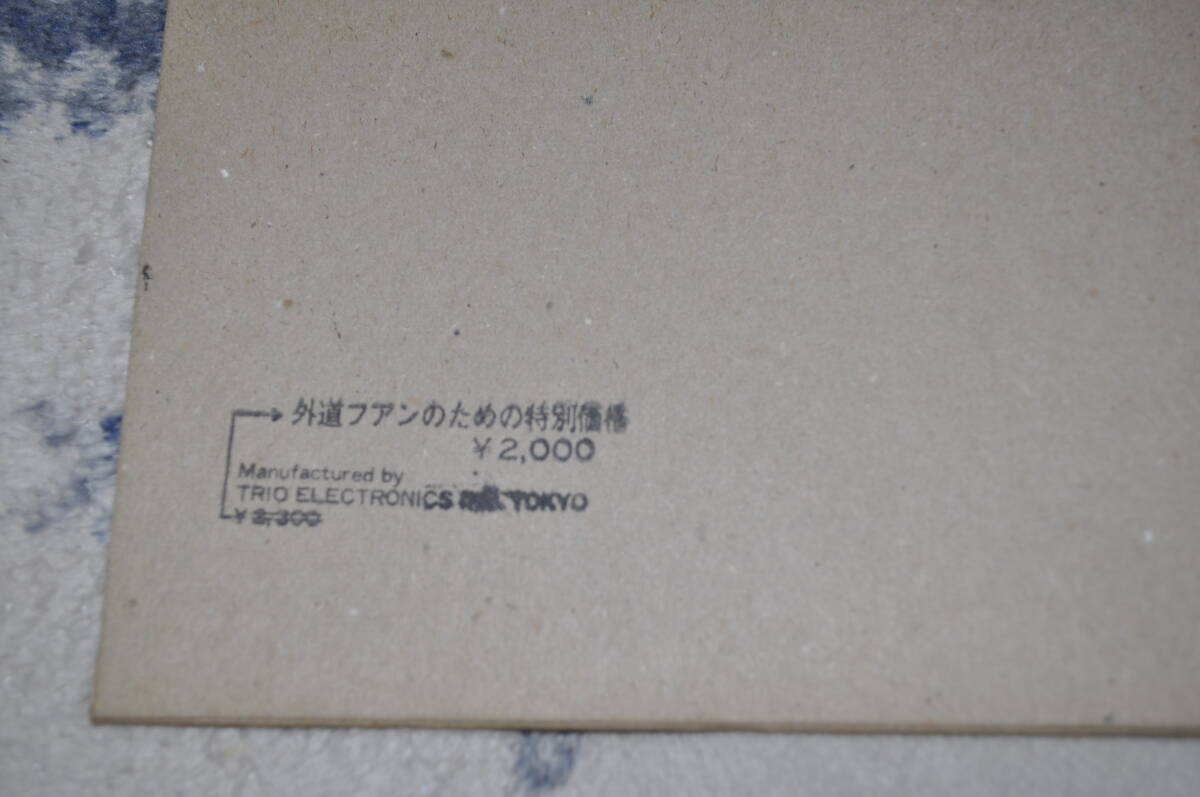 外道フアンのための特別価格
¥2,000
Manufactured by
TRIO ELECTRONICS TOKYO
¥2,300